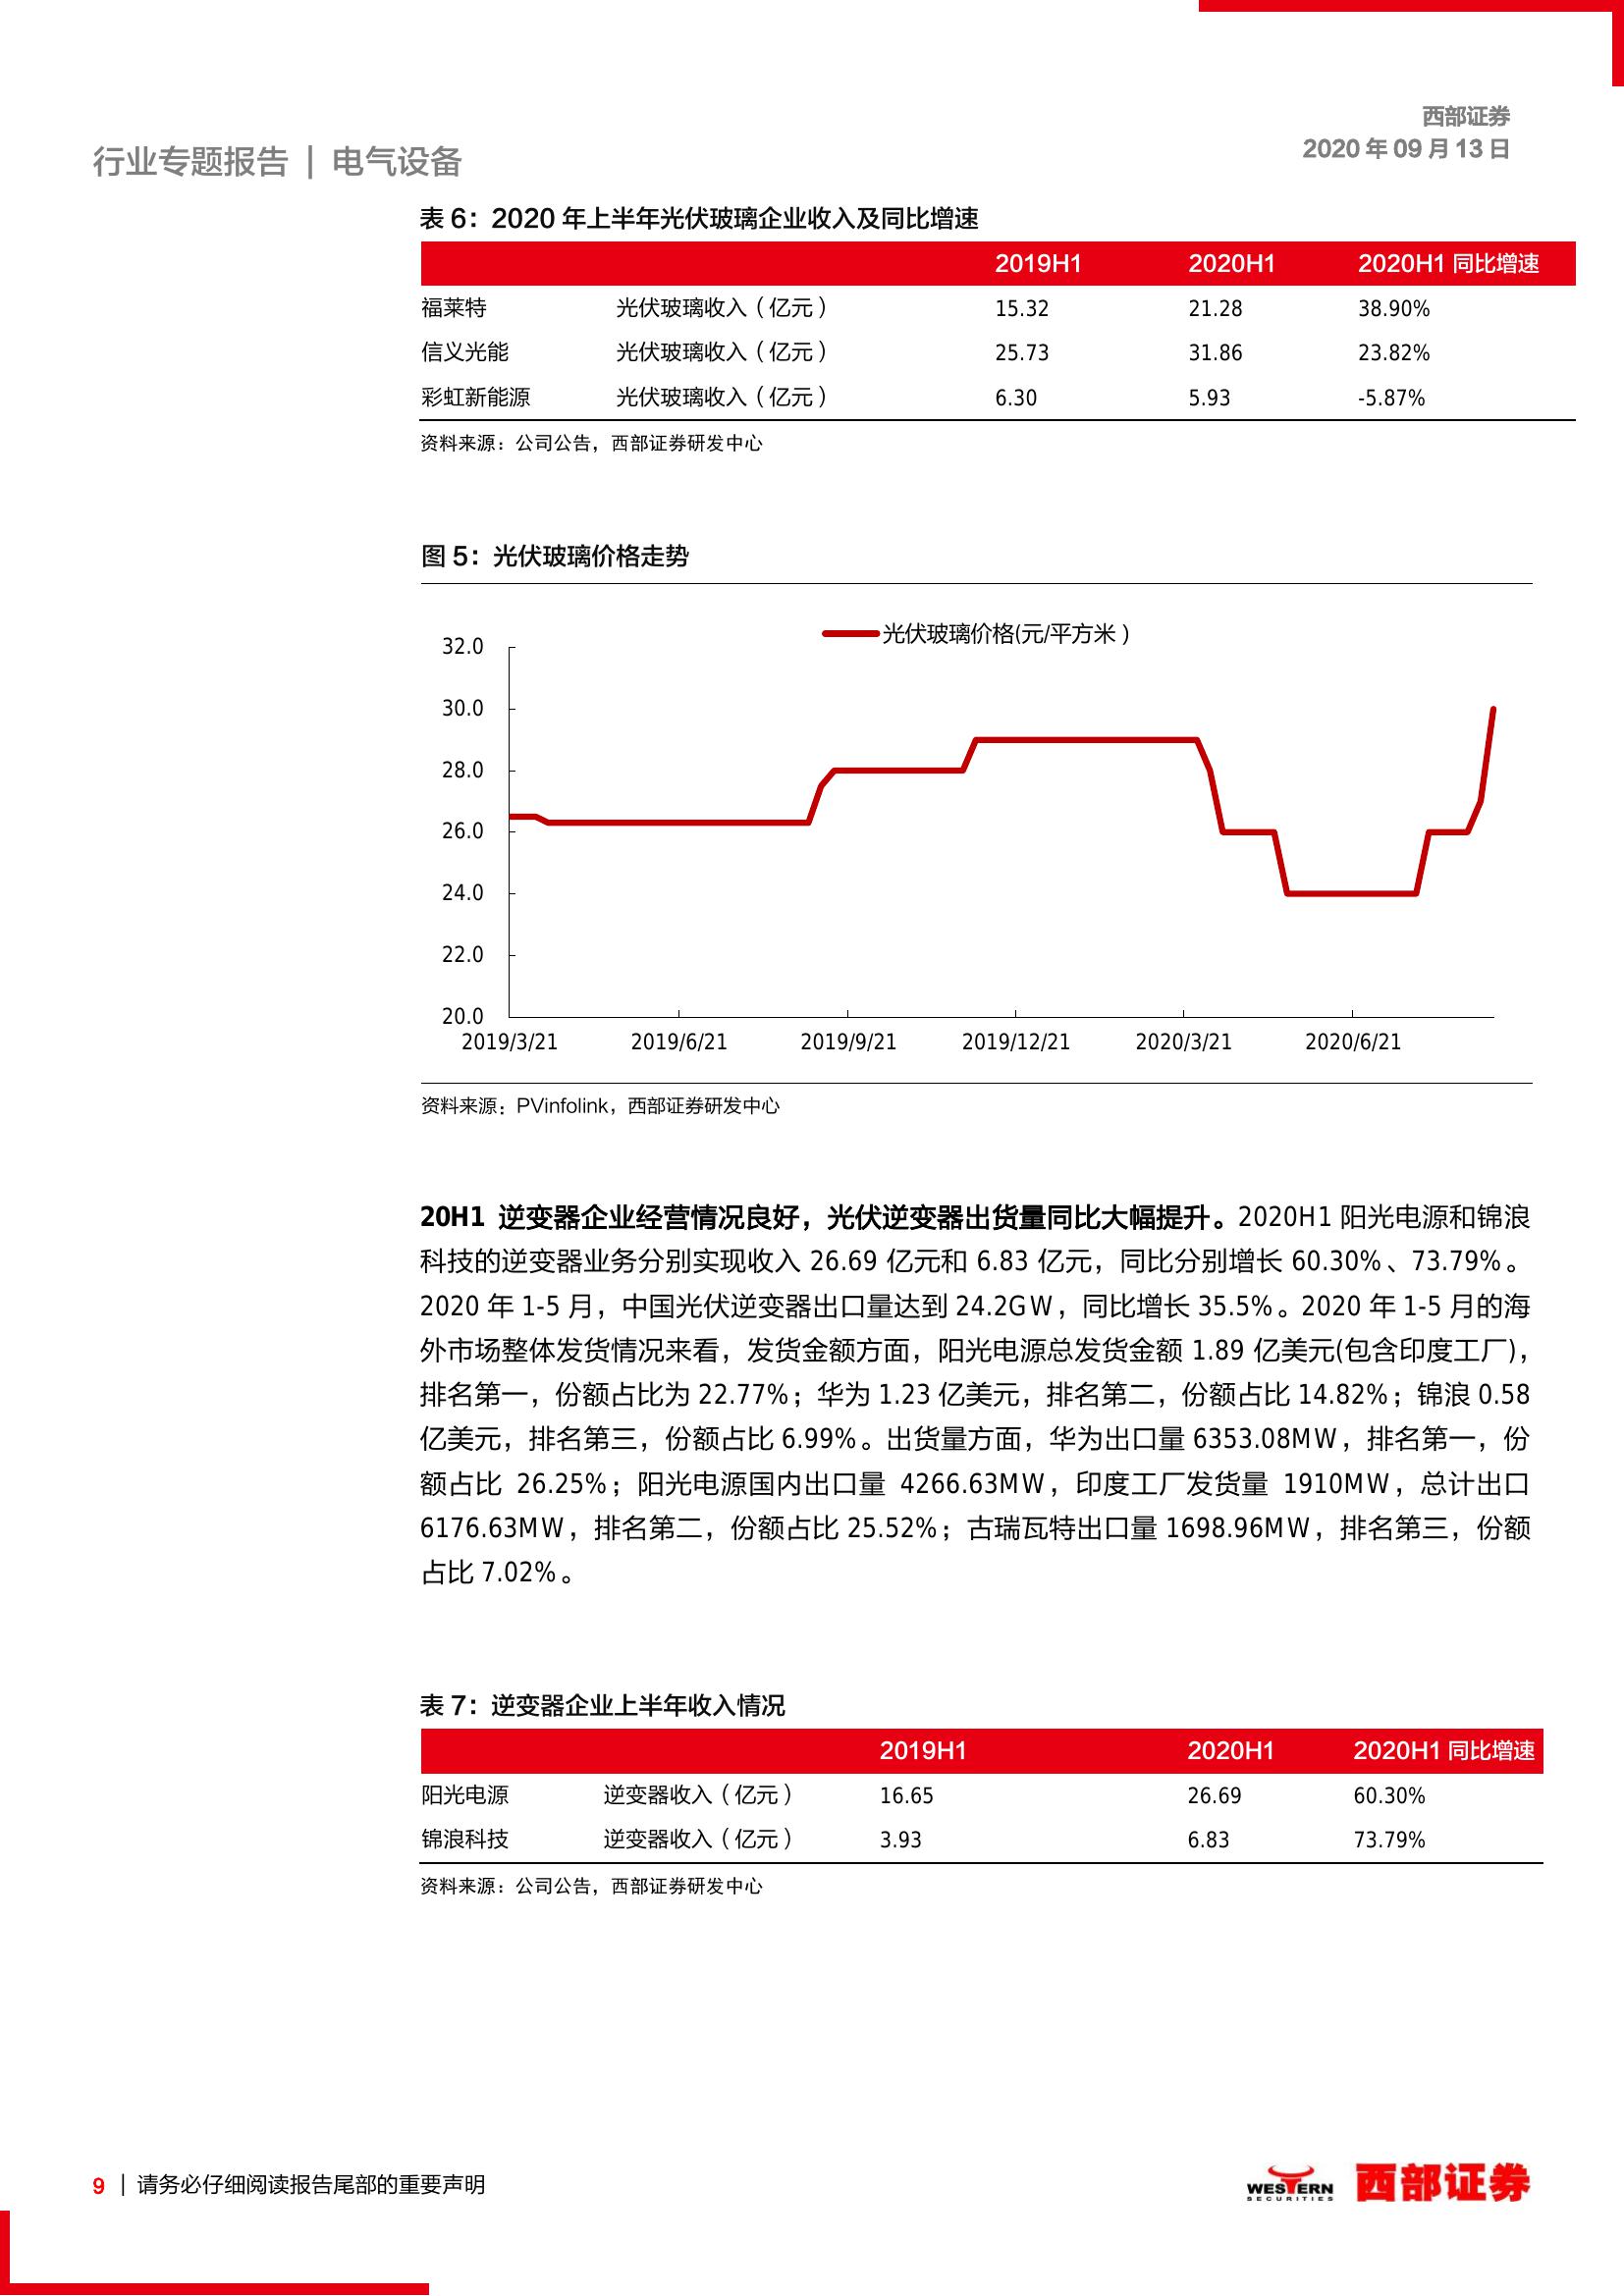 西部证券
2020 年 09 月 13 日
行业专题报告 | 电气设备
表 6：2020 年上半年光伏玻璃企业收入及同比增速
2019H1 2020H1 2020H1 同比增速
福莱特 光伏玻璃收入（亿元） 15.32 21.28 38.90%
信义光能 光伏玻璃收入（亿元） 25.73 31.86 23.82%
彩虹新能源 光伏玻璃收入（亿元） 6.30 5.93 -5.87%
资料来源：公司公告，西部证券研发中心
图 5：光伏玻璃价格走势
光伏玻璃价格(元/平方米）
32.0
30.0
28.0
26.0
24.0
22.0
20.0
2019/3/21 2019/6/21 2019/9/21 2019/12/21 2020/3/21 2020/6/21
资料来源：PVinfolink，西部证券研发中心
20H1 逆变器企业经营情况良好，光伏逆变器出货量同比大幅提升。2020H1 阳光电源和锦浪
科技的逆变器业务分别实现收入 26.69 亿元和 6.83 亿元，同比分别增长 60.30%、73.79%。
2020 年 1-5 月，中国光伏逆变器出口量达到 24.2GW，同比增长 35.5%。2020 年 1-5 月的海
外市场整体发货情况来看，发货金额方面，阳光电源总发货金额 1.89 亿美元(包含印度工厂)，
排名第一，份额占比为 22.77%；华为 1.23 亿美元，排名第二，份额占比 14.82%；锦浪 0.58
亿美元，排名第三，份额占比 6.99%。出货量方面，华为出口量 6353.08MW，排名第一，份
额占比 26.25%；阳光电源国内出口量 4266.63MW，印度工厂发货量 1910MW，总计出口
6176.63MW，排名第二，份额占比 25.52%；古瑞瓦特出口量 1698.96MW，排名第三，份额
占比 7.02%。
表 7：逆变器企业上半年收入情况
2019H1 2020H1 2020H1 同比增速
阳光电源 逆变器收入（亿元） 16.65 26.69 60.30%
锦浪科技 逆变器收入（亿元） 3.93 6.83 73.79%
资料来源：公司公告，西部证券研发中心
9 | 请务必仔细阅读报告尾部的重要声明
WESTERN
SECURITIES
西部证券